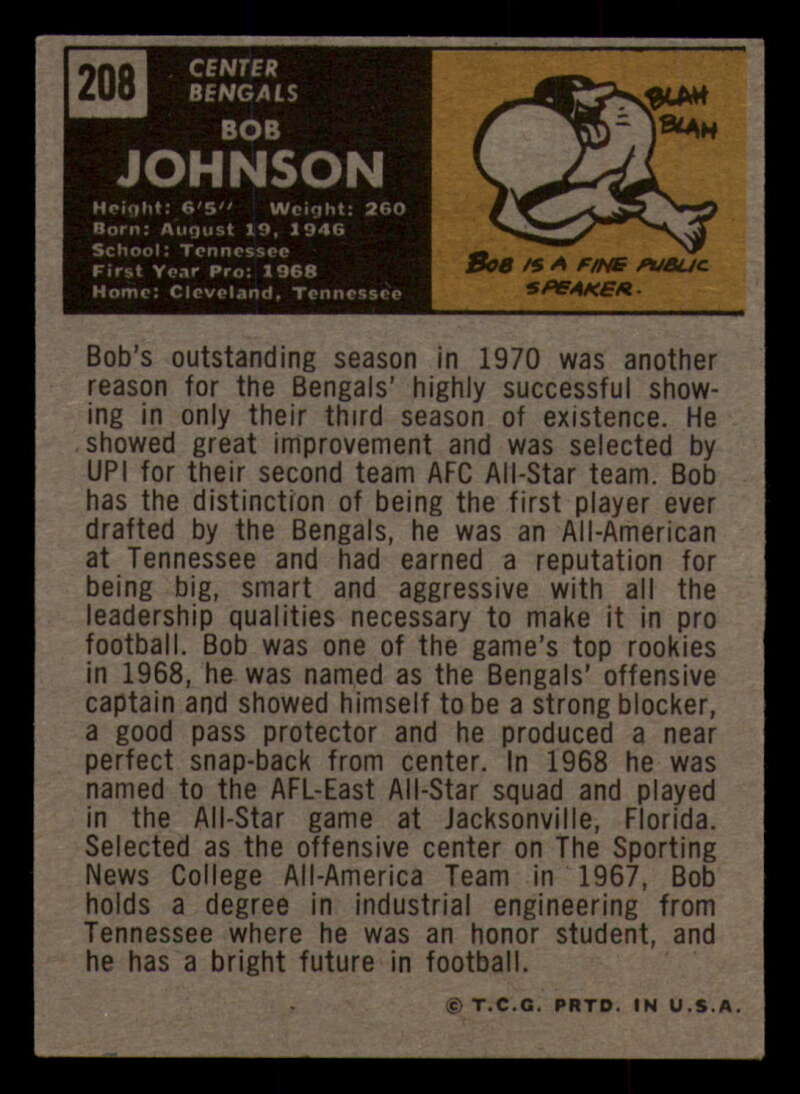 208
CENTER
BENGALS
BOB
JOHNSON
Height: 6'5'' Weight: 260
Born: August 19, 1946
School: Tennessee
First Year Pro: 1968
Home: Cleveland, Tennessee
BLAH
BLAH
BOB IS A FINE PUBLIC
SPEAKER.
Bob's outstanding season in 1970 was another
reason for the Bengals' highly successful show-
ing in only their third season of existence. He
showed great improvement and was selected by
UPI for their second team AFC All-Star team. Bob
has the distinction of being the first player ever
drafted by the Bengals, he was an All-American
at Tennessee and had earned a reputation for
being big, smart and aggressive with all the
leadership qualities necessary to make it in pro
football. Bob was one of the game's top rookies
in 1968, he was named as the Bengals' offensive
captain and showed himself to be a strong blocker,
a good pass protector and he produced a near
perfect snap-back from center. In 1968 he was
named to the AFL-East All-Star squad and played
in the All-Star game at Jacksonville, Florida.
Selected as the offensive center on The Sporting
News College All-America Team in 1967, Bob
holds a degree in industrial engineering from
Tennessee where he was an honor student, and
he has a bright future in football.
© T.C.G. PRTD. IN U.S.A.